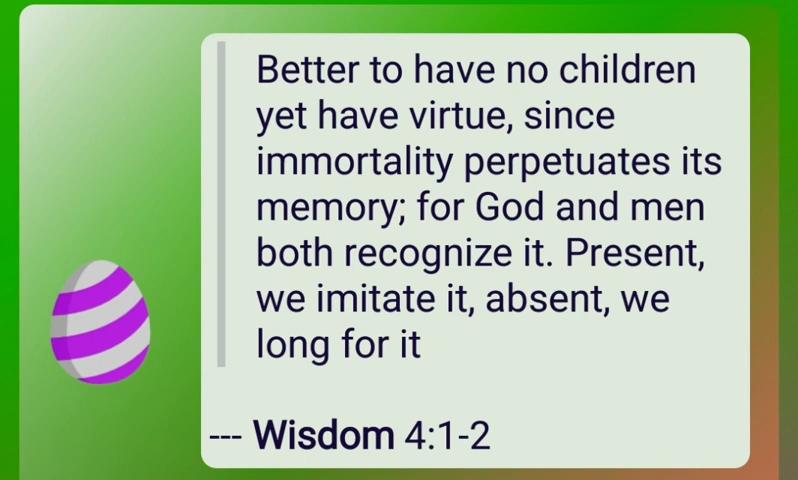 Better to have no children
yet have virtue, since
immortality perpetuates its
memory; for God and men
both recognize it. Present,
we imitate it, absent, we
long for it
--- Wisdom 4:1-2